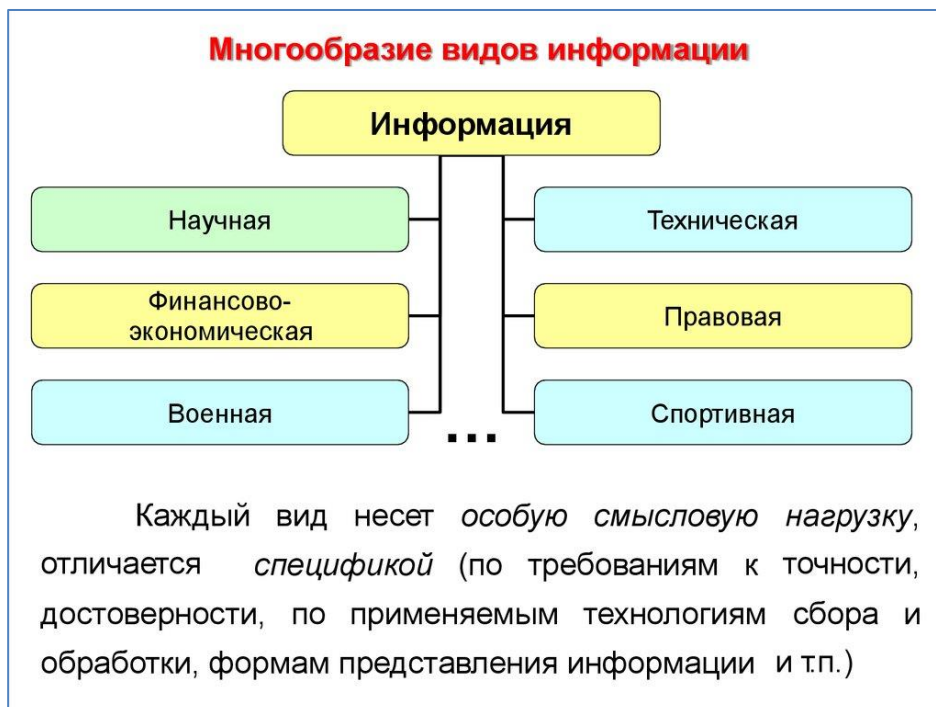 Многообразие видов информации
Информация
Научная
Техническая
Финансово-
экономическая
Правовая
Военная
Спортивная
...
Каждый вид несет особую смысловую нагрузку,
отличается спецификой (по требованиям к точности,
достоверности, по применяемым технологиям сбора и
обработки, формам представления информации и т.п.)